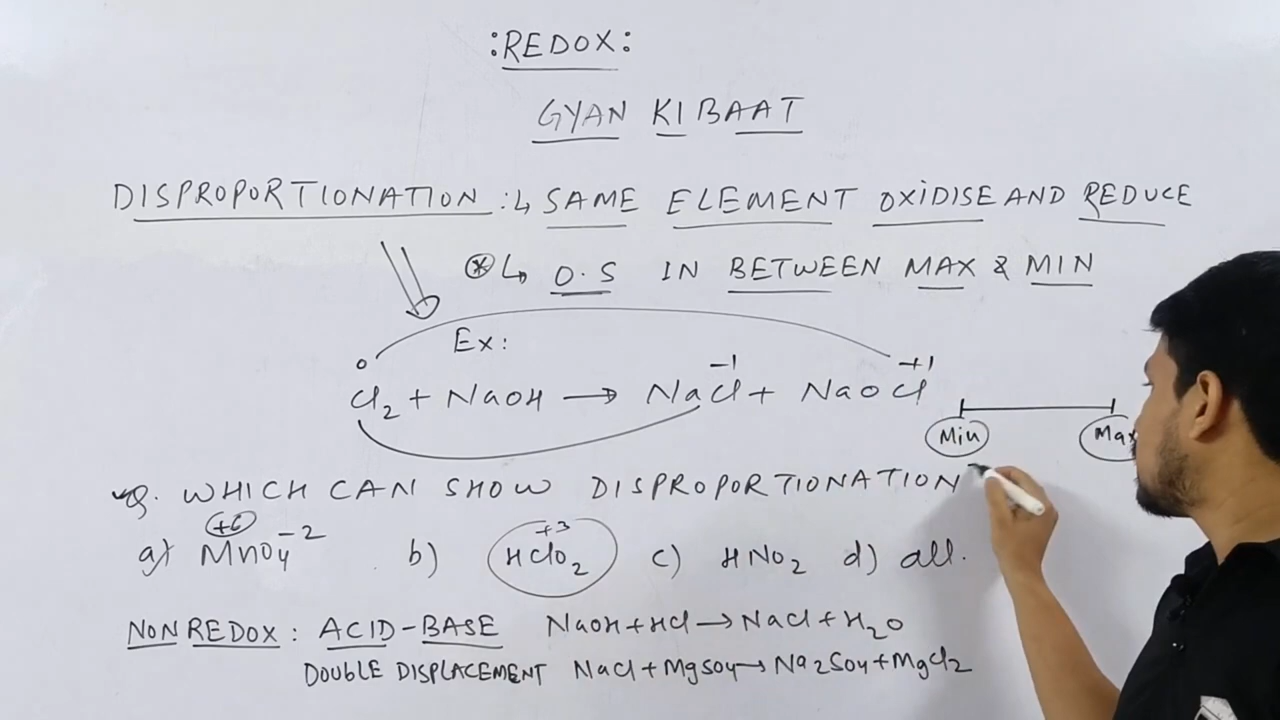 :REDOX:
GYAN KI BAAT
DISPROPORTIONATION :↳ SAME ELEMENT OXIDISE AND REDUCE
* ↳ O.S IN BETWEEN MAX & MIN
Ex:
0 -1 +1
Cl2 + NaOH → NaCl + NaOCl
Min Max
Q. WHICH CAN SHOW DISPROPORTIONATION
+6 +3
a) MnO4-2 b) HClO2 c) HNO2 d) all.
NON REDOX: ACID-BASE NaOH + HCl → NaCl + H2O
DOUBLE DISPLACEMENT NaCl + MgSO4 → Na2SO4 + MgCl2